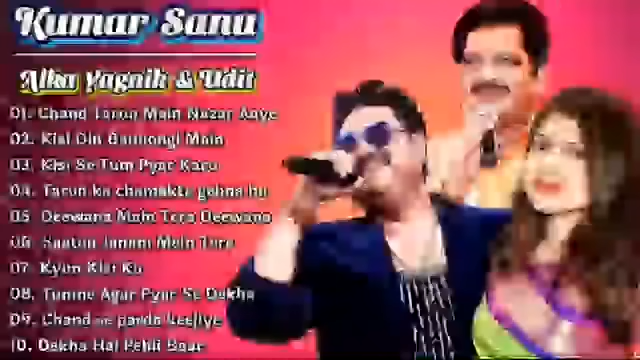 Kumar Sanu
Alka Yagnik & Udit
01. Chand Taron Main Nazar Aaye
02. Kisi Din Banoongi Main
03. Kisi Se Tum Pyar Karo
04. Taron ka chamakta gehna ho
05. Deewana Main Tera Deewana
06. Saaton Janam Mein Tere
07. Kyon Kisi Ko
08. Tumne Agar Pyar Se Dekha
09. Chand se parda keejiye
10. Dekha Hai Pehli Baar